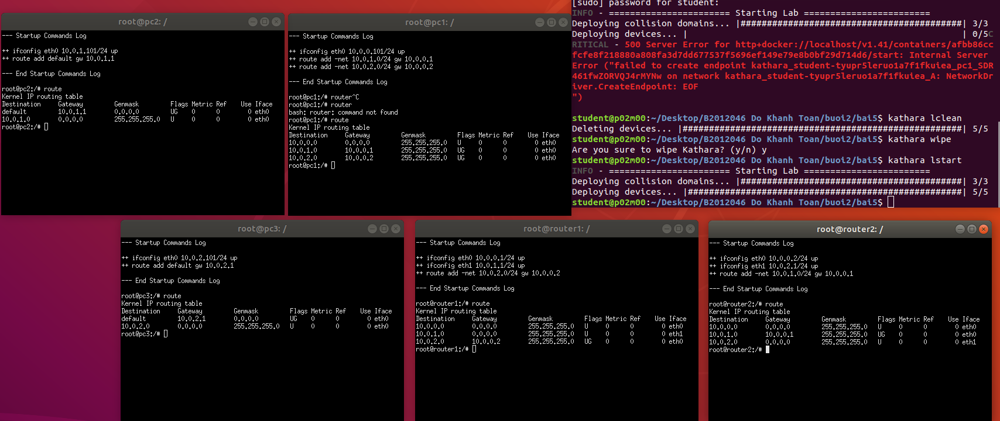 root@pc2: /
--- Startup Commands Log
++ ifconfig eth0 10.0.1.101/24 up
++ route add default gw 10.0.1.1
--- End Startup Commands Log
root@pc2:/# route
Kernel IP routing table
Destination Gateway Genmask Flags Metric Ref Use Iface
default 10.0.1.1 0.0.0.0 UG 0 0 0 eth0
10.0.1.0 0.0.0.0 255.255.255.0 U 0 0 0 eth0
root@pc2:/#
root@pc1: /
--- Startup Commands Log
++ ifconfig eth0 10.0.0.101/24 up
++ route add -net 10.0.1.0/24 gw 10.0.0.1
++ route add -net 10.0.2.0/24 gw 10.0.0.2
--- End Startup Commands Log
root@pc1:/# router^C
root@pc1:/# router
bash: router: command not found
root@pc1:/# route
Kernel IP routing table
Destination Gateway Genmask Flags Metric Ref Use Iface
10.0.0.0 0.0.0.0 255.255.255.0 U 0 0 0 eth0
10.0.1.0 10.0.0.1 255.255.255.0 UG 0 0 0 eth0
10.0.2.0 10.0.0.2 255.255.255.0 UG 0 0 0 eth0
root@pc1:/#
[sudo] password for student:
INFO - ======================= Starting Lab ========================
Deploying collision domains... |##########################################| 3/3
Deploying devices... | | 0/5C
RITICAL - 500 Server Error for http+docker://localhost/v1.41/containers/afbb86cc
fcfe8f218880a808fa3d7dd677537f5696ef149e79e8b0bf29d714d6/start: Internal Server
Error ("failed to create endpoint kathara_student-tyupr5leruo1a7f1fkuiea_pc1_SDR
461fwZORVQJ4rMYNw on network kathara_student-tyupr5leruo1a7f1fkuiea_A: NetworkDr
iver.CreateEndpoint: EOF
")
student@p02m00:~/Desktop/B2012046 Do Khanh Toan/buoi2/bai5$ kathara lclean
Deleting devices... |#####################################################| 5/5
student@p02m00:~/Desktop/B2012046 Do Khanh Toan/buoi2/bai5$ kathara wipe
Are you sure to wipe Kathara? (y/n) y
student@p02m00:~/Desktop/B2012046 Do Khanh Toan/buoi2/bai5$ kathara lstart
INFO - ======================= Starting Lab ========================
Deploying collision domains... |##########################################| 3/3
Deploying devices... |####################################################| 5/5
student@p02m00:~/Desktop/B2012046 Do Khanh Toan/buoi2/bai5$
root@pc3: /
--- Startup Commands Log
++ ifconfig eth0 10.0.2.101/24 up
++ route add default gw 10.0.2.1
--- End Startup Commands Log
root@pc3:/# route
Kernel IP routing table
Destination Gateway Genmask Flags Metric Ref Use Iface
default 10.0.2.1 0.0.0.0 UG 0 0 0 eth0
10.0.2.0 0.0.0.0 255.255.255.0 U 0 0 0 eth0
root@pc3:/#
root@router1: /
--- Startup Commands Log
++ ifconfig eth0 10.0.0.1/24 up
++ ifconfig eth1 10.0.1.1/24 up
++ route add -net 10.0.2.0/24 gw 10.0.0.2
--- End Startup Commands Log
root@router1:/# route
Kernel IP routing table
Destination Gateway Genmask Flags Metric Ref Use Iface
10.0.0.0 0.0.0.0 255.255.255.0 U 0 0 0 eth0
10.0.1.0 0.0.0.0 255.255.255.0 U 0 0 0 eth1
10.0.2.0 10.0.0.2 255.255.255.0 UG 0 0 0 eth0
root@router1:/#
root@router2: /
--- Startup Commands Log
++ ifconfig eth0 10.0.0.2/24 up
++ ifconfig eth1 10.0.2.1/24 up
++ route add -net 10.0.1.0/24 gw 10.0.0.1
--- End Startup Commands Log
root@router2:/# route
Kernel IP routing table
Destination Gateway Genmask Flags Metric Ref Use Iface
10.0.0.0 0.0.0.0 255.255.255.0 U 0 0 0 eth0
10.0.1.0 10.0.0.1 255.255.255.0 UG 0 0 0 eth0
10.0.2.0 0.0.0.0 255.255.255.0 U 0 0 0 eth1
root@router2:/#